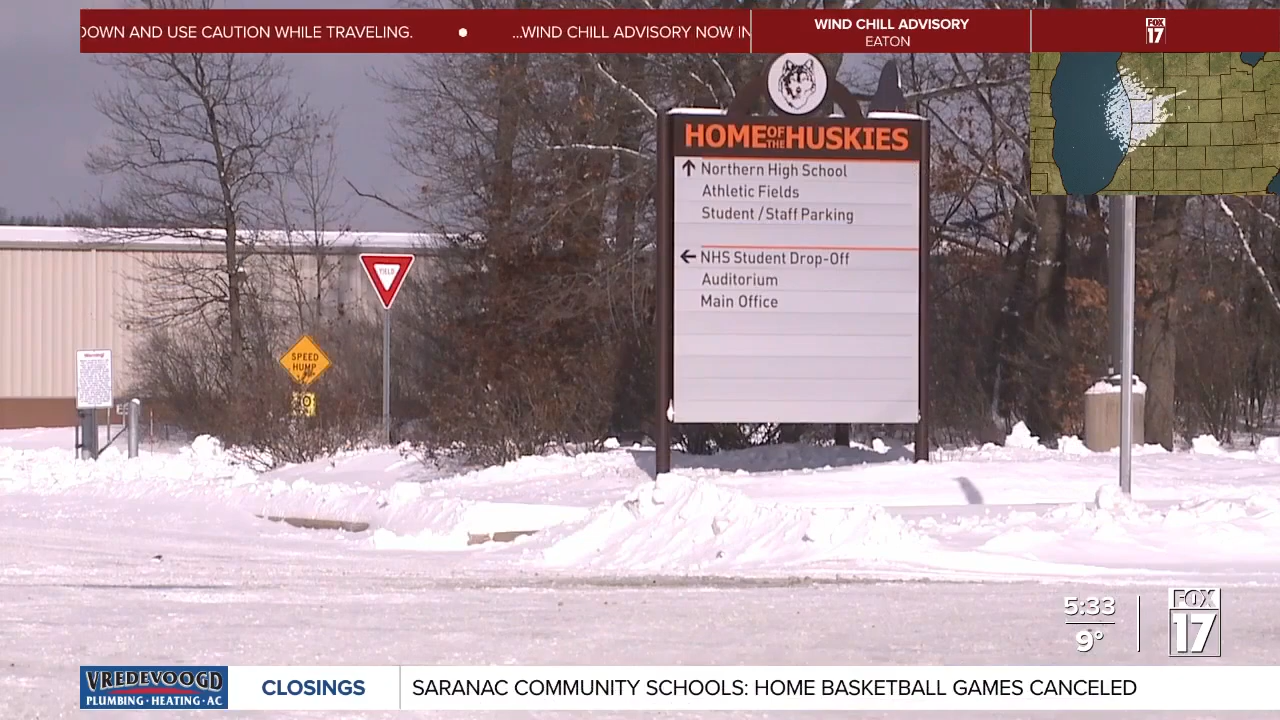 DOWN AND USE CAUTION WHILE TRAVELING.
...WIND CHILL ADVISORY NOW IN
WIND CHILL ADVISORY
EATON
FOX
17
HOME OF THE HUSKIES
Northern High School
Athletic Fields
Student / Staff Parking
NHS Student Drop-Off
Auditorium
Main Office
YIELD
SPEED
HUMP
Warning!
5:33
9°
FOX
17
VREDEVOOGD
PLUMBING · HEATING · AC
CLOSINGS
SARANAC COMMUNITY SCHOOLS: HOME BASKETBALL GAMES CANCELED